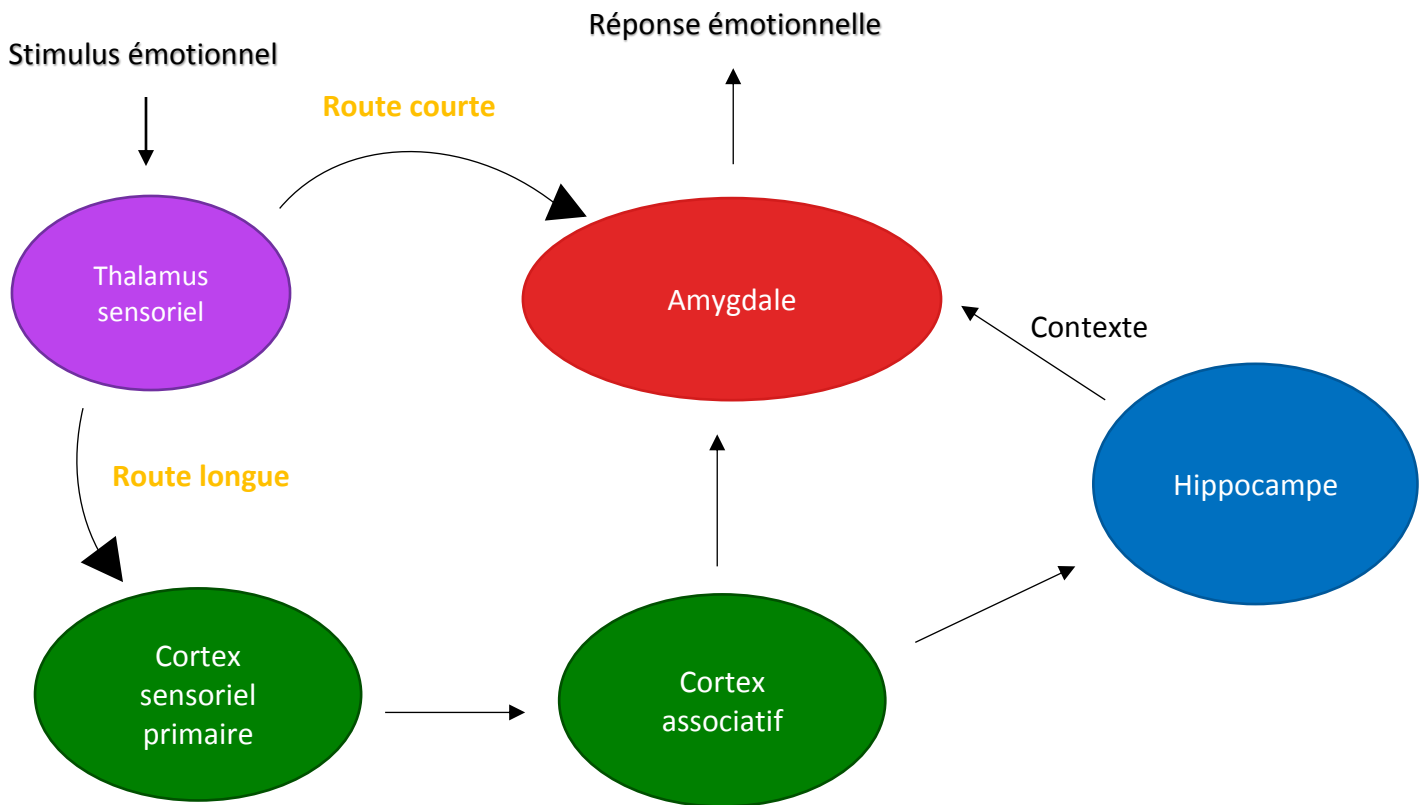 Réponse émotionnelle
Stimulus émotionnel
Route courte
Thalamus
sensoriel
Amygdale
Contexte
Route longue
Hippocampe
Cortex
sensoriel
primaire
Cortex
associatif